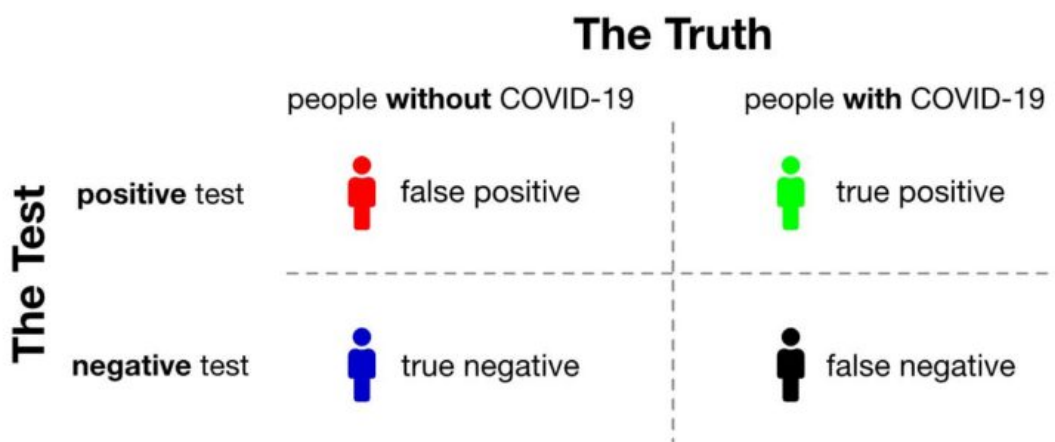 The Truth
people without COVID-19
people with COVID-19
The Test
positive test
false positive
true positive
negative test
true negative
false negative